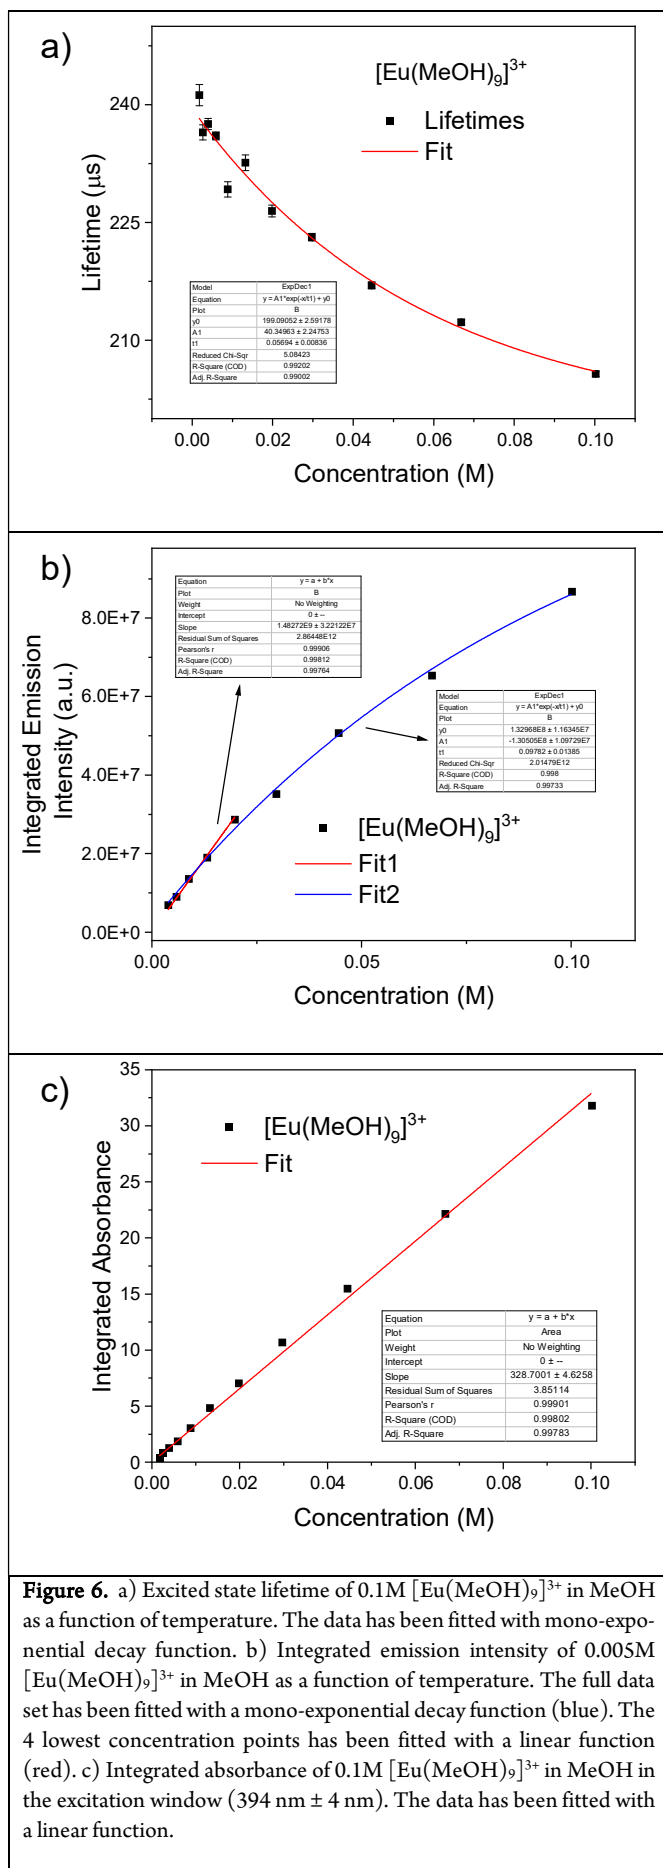 a)
[Eu(MeOH)₉]³⁺
Lifetimes
Fit
Lifetime (μs)
240
225
210
Model ExpDec1
Equation y = A1*exp(-x/t1) + y0
Plot B
y0 199.09052 ± 2.59178
A1 40.34963 ± 2.24753
t1 0.05694 ± 0.00836
Reduced Chi-Sqr 5.08423
R-Square (COD) 0.99202
Adj. R-Square 0.99002
0.00 0.02 0.04 0.06 0.08 0.10
Concentration (M)
b)
Integrated Emission
Intensity (a.u.)
8.0E+7
6.0E+7
4.0E+7
2.0E+7
0.0E+0
Equation y = a + b*x
Plot B
Weight No Weighting
Intercept 0 ± --
Slope 1.48272E9 ± 3.22122E7
Residual Sum of Squares 2.86448E12
Pearson's r 0.99906
R-Square (COD) 0.99812
Adj. R-Square 0.99764
Model ExpDec1
Equation y = A1*exp(-x/t1) + y0
Plot B
y0 1.32968E8 ± 1.16345E7
A1 -1.30505E8 ± 1.09729E7
t1 0.09782 ± 0.01385
Reduced Chi-Sqr 2.01479E12
R-Square (COD) 0.998
Adj. R-Square 0.99733
[Eu(MeOH)₉]³⁺
Fit1
Fit2
0.00 0.05 0.10
Concentration (M)
c)
[Eu(MeOH)₉]³⁺
Fit
Integrated Absorbance
35
30
25
20
15
10
5
0
Equation y = a + b*x
Plot Area
Weight No Weighting
Intercept 0 ± --
Slope 328.7001 ± 4.6258
Residual Sum of Squares 3.85114
Pearson's r 0.99901
R-Square (COD) 0.99802
Adj. R-Square 0.99783
0.00 0.02 0.04 0.06 0.08 0.10
Concentration (M)
Figure 6. a) Excited state lifetime of 0.1M [Eu(MeOH)₉]³⁺ in MeOH
as a function of temperature. The data has been fitted with mono-expo-
nential decay function. b) Integrated emission intensity of 0.005M
[Eu(MeOH)₉]³⁺ in MeOH as a function of temperature. The full data
set has been fitted with a mono-exponential decay function (blue). The
4 lowest concentration points has been fitted with a linear function
(red). c) Integrated absorbance of 0.1M [Eu(MeOH)₉]³⁺ in MeOH in
the excitation window (394 nm ± 4 nm). The data has been fitted with
a linear function.